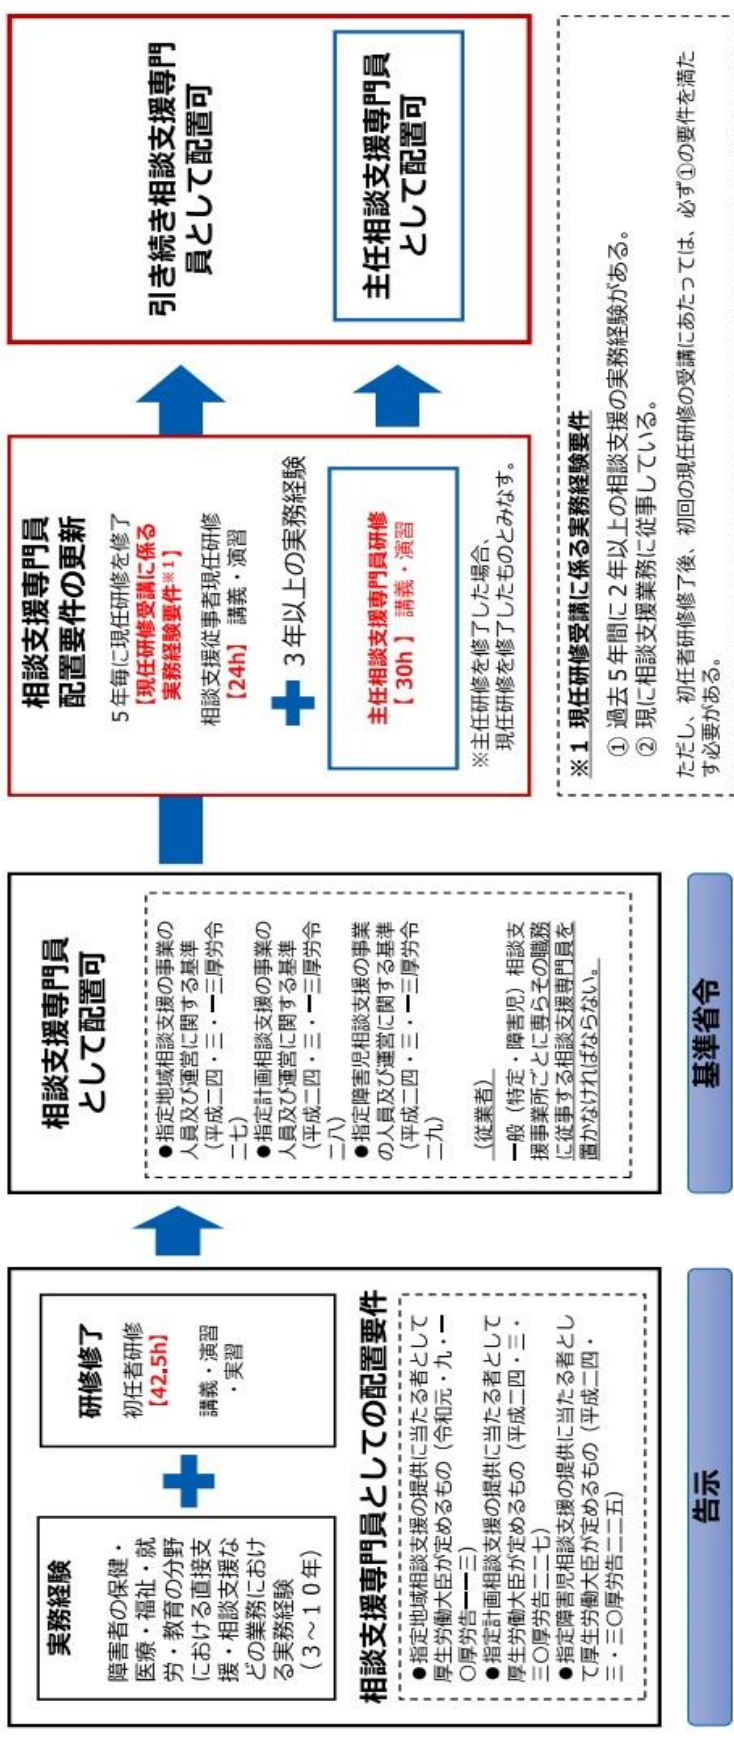 実務経験
障害者の保健・
医療・福祉・就
労・教育の分野
における直接支
援・相談支援な
どの業務におけ
る実務経験
(3～10年)
研修修了
初任者研修
【42.5h】
講義・演習
・実習
相談支援専門員としての配置要件
●指定地域相談支援の提供に当たる者として
厚生労働大臣が定めるもの（令和元・九・一
〇厚労告一一三）
●指定計画相談支援の提供に当たる者として
厚生労働大臣が定めるもの（平成二四・三・
三〇厚労告二二七）
●指定障害児相談支援の提供に当たる者とし
て厚生労働大臣が定めるもの（平成二四・
三・三〇厚労告二二五）
告示
相談支援専門員
として配置可
●指定地域相談支援の事業の
人員及び運営に関する基準
（平成二四・三・一三厚労令
二七）
●指定計画相談支援の事業の
人員及び運営に関する基準
（平成二四・三・一三厚労令
二八）
●指定障害児相談支援の事業
の人員及び運営に関する基準
（平成二四・三・一三厚労令
二九）
（従業者）
一般（特定・障害児）相談支
援事業所ごとに専らその職務
に従事する相談支援専門員を
置かなければならない。
基準省令
相談支援専門員
配置要件の更新
5年毎に現任研修を修了
【現任研修受講に係る
実務経験要件※1】
相談支援従事者現任研修
【24h】 講義・演習
3年以上の実務経験
主任相談支援専門員研修
【30h】 講義・演習
※主任研修を修了した場合、
現任研修を修了したものとみなす。
引き続き相談支援専門
員として配置可
主任相談支援専門員
として配置可
※1 現任研修受講に係る実務経験要件
① 過去5年間に2年以上の相談支援の実務経験がある。
② 現に相談支援業務に従事している。
ただし、初任者研修修了後、初回の現任研修の受講にあたっては、必ず①の要件を満た
す必要がある。